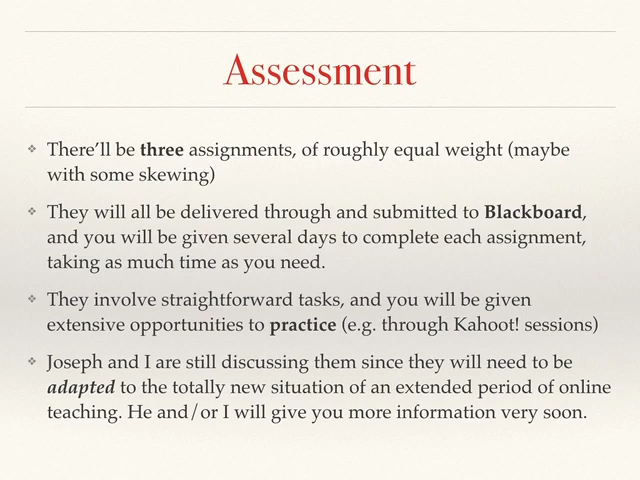 Assessment
❖ There’ll be three assignments, of roughly equal weight (maybe
with some skewing)
❖ They will all be delivered through and submitted to Blackboard,
and you will be given several days to complete each assignment,
taking as much time as you need.
❖ They involve straightforward tasks, and you will be given
extensive opportunities to practice (e.g. through Kahoot! sessions)
❖ Joseph and I are still discussing them since they will need to be
adapted to the totally new situation of an extended period of online
teaching. He and/or I will give you more information very soon.